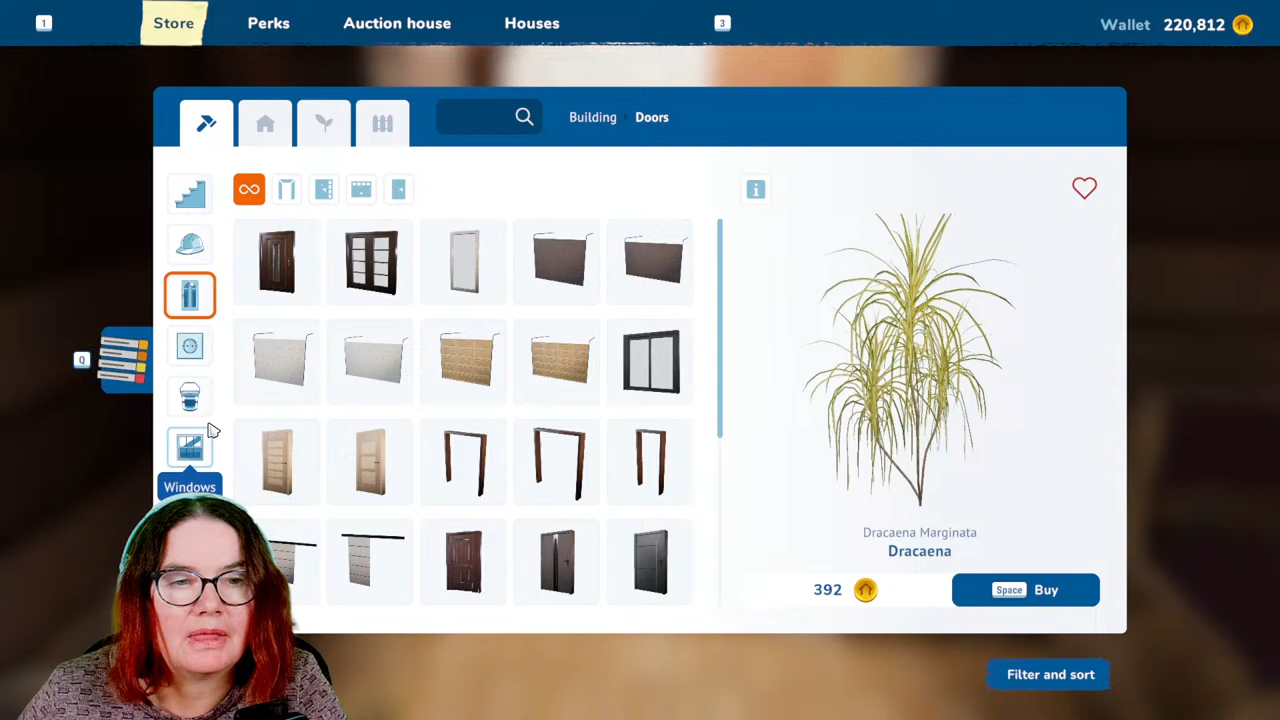 1
Store
Perks
Auction house
Houses
3
Wallet 220,812
Building
Doors
Q
Windows
Dracaena Marginata
Dracaena
392
Space Buy
Filter and sort